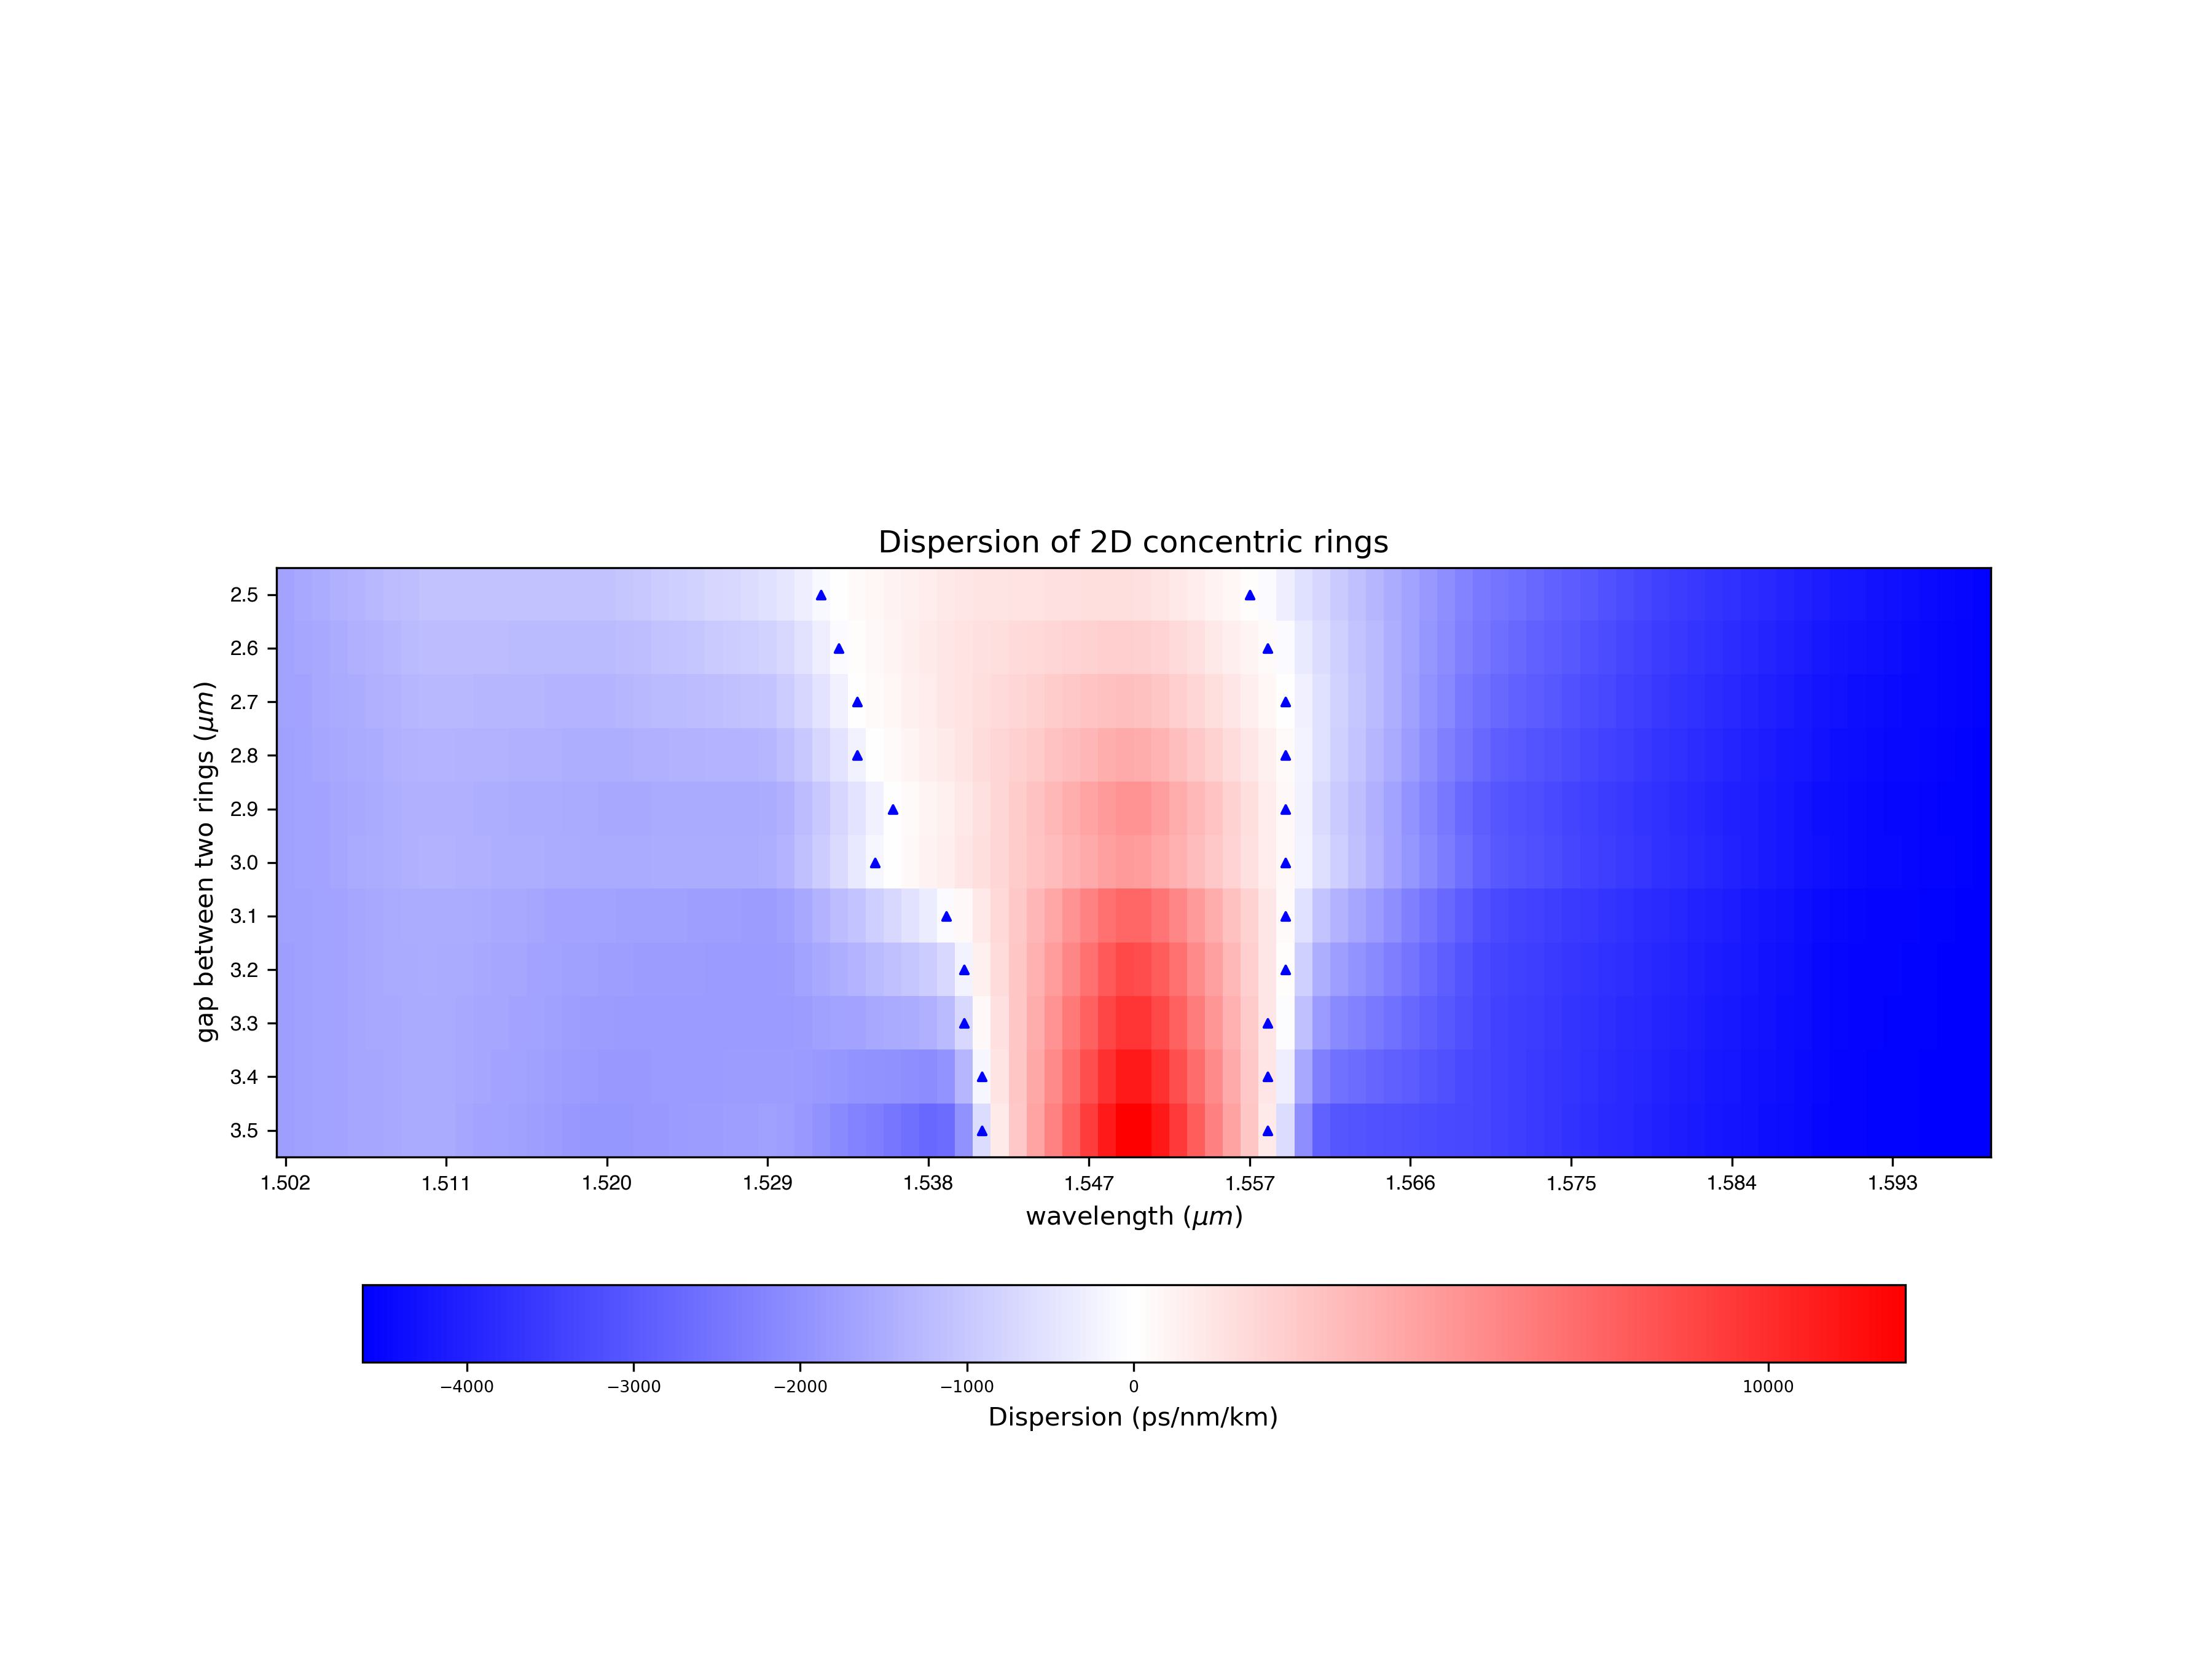 Dispersion of 2D concentric rings
gap between two rings (μm)
2.5
2.6
2.7
2.8
2.9
3.0
3.1
3.2
3.3
3.4
3.5
1.502 1.511 1.520 1.529 1.538 1.547 1.557 1.566 1.575 1.584 1.593
wavelength (μm)
−4000 −3000 −2000 −1000 0 10000
Dispersion (ps/nm/km)